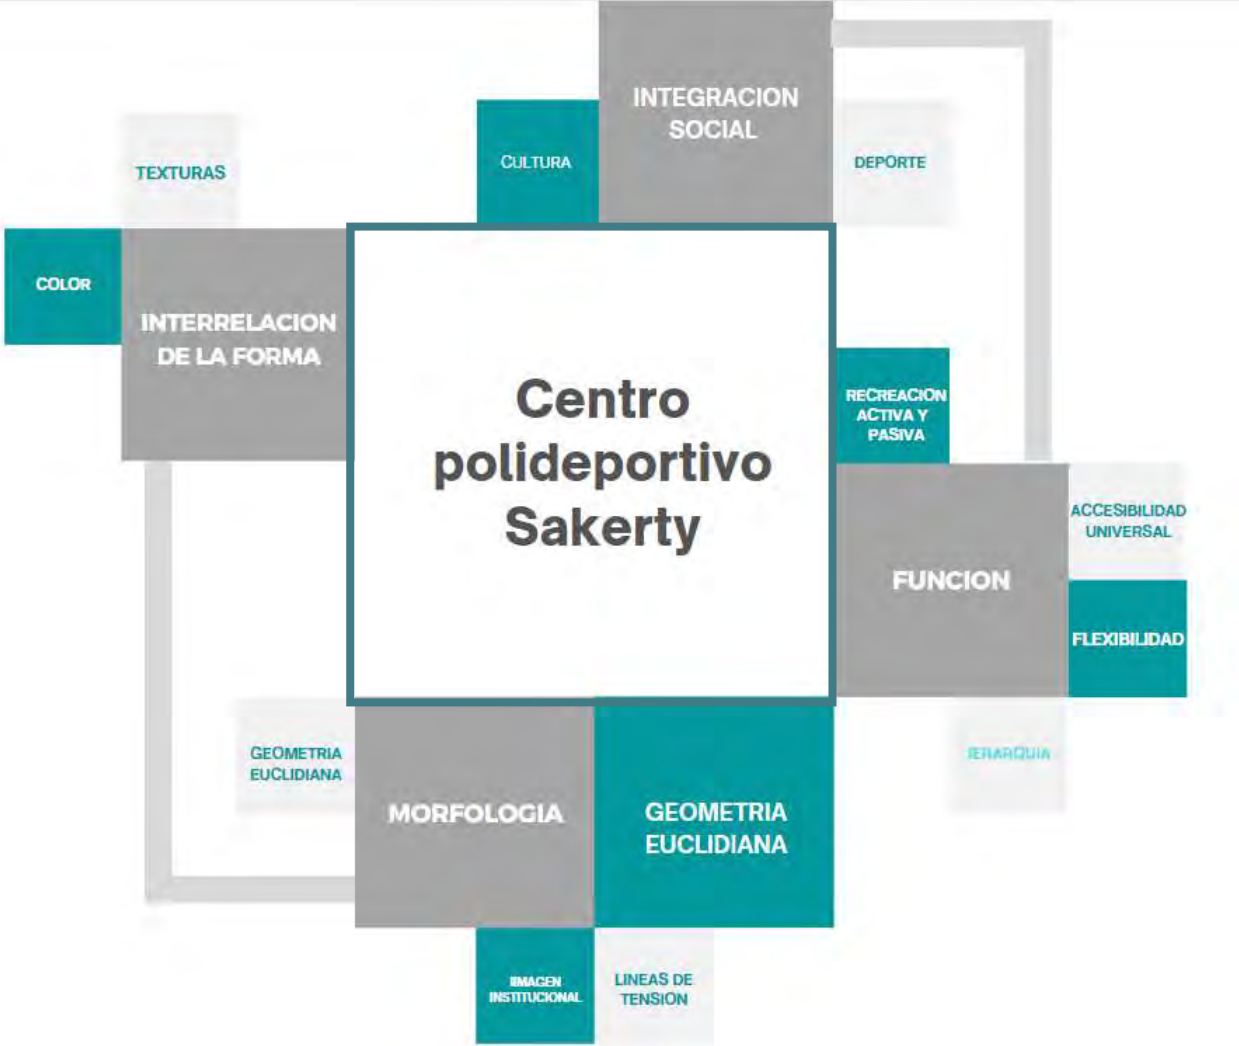 INTEGRACION
SOCIAL
CULTURA
DEPORTE
TEXTURAS
COLOR
INTERRELACION
DE LA FORMA
Centro
polideportivo
Sakerty
RECREACION
ACTIVA Y
PASIVA
ACCESIBILIDAD
UNIVERSAL
FUNCION
FLEXIBILIDAD
JERARQUIA
GEOMETRIA
EUCLIDIANA
MORFOLOGIA
GEOMETRIA
EUCLIDIANA
IMAGEN
INSTITUCIONAL
LINEAS DE
TENSION